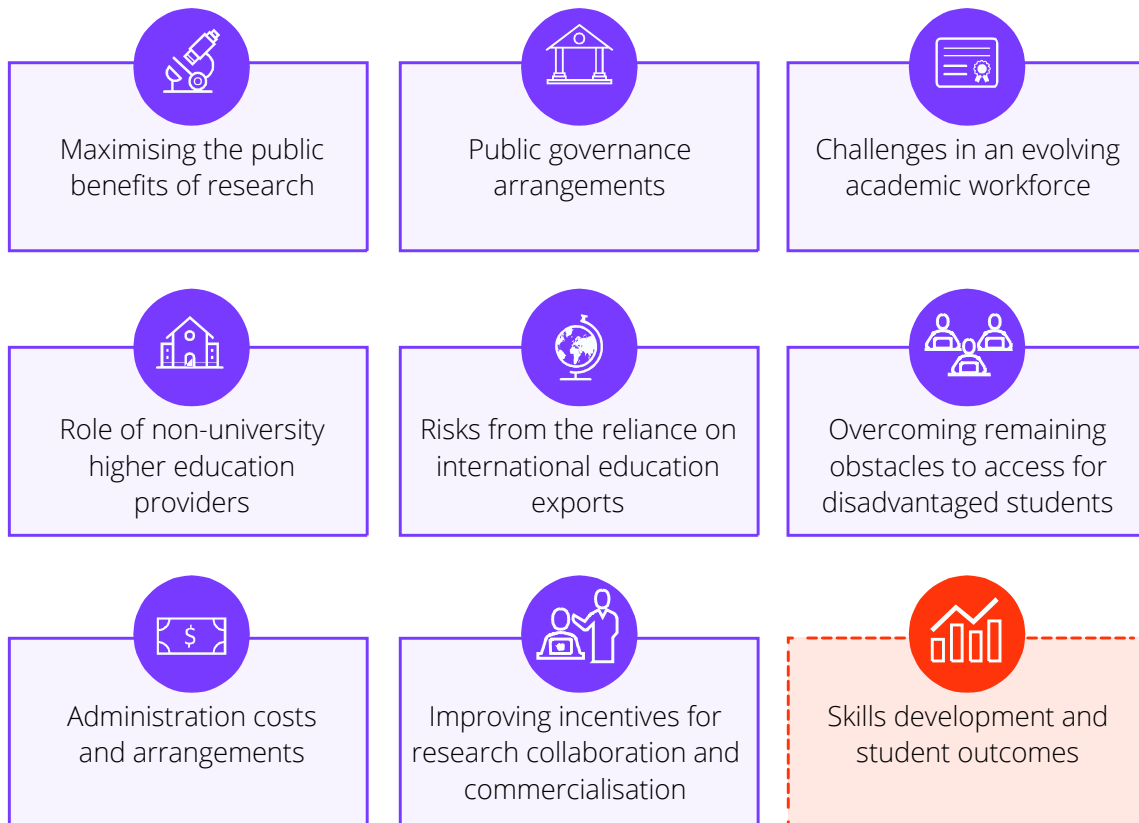 Maximising the public
benefits of research
Public governance
arrangements
Challenges in an evolving
academic workforce
Role of non-university
higher education
providers
Risks from the reliance on
international education
exports
Overcoming remaining
obstacles to access for
disadvantaged students
$
Administration costs
and arrangements
Improving incentives for
research collaboration and
commercialisation
Skills development and
student outcomes